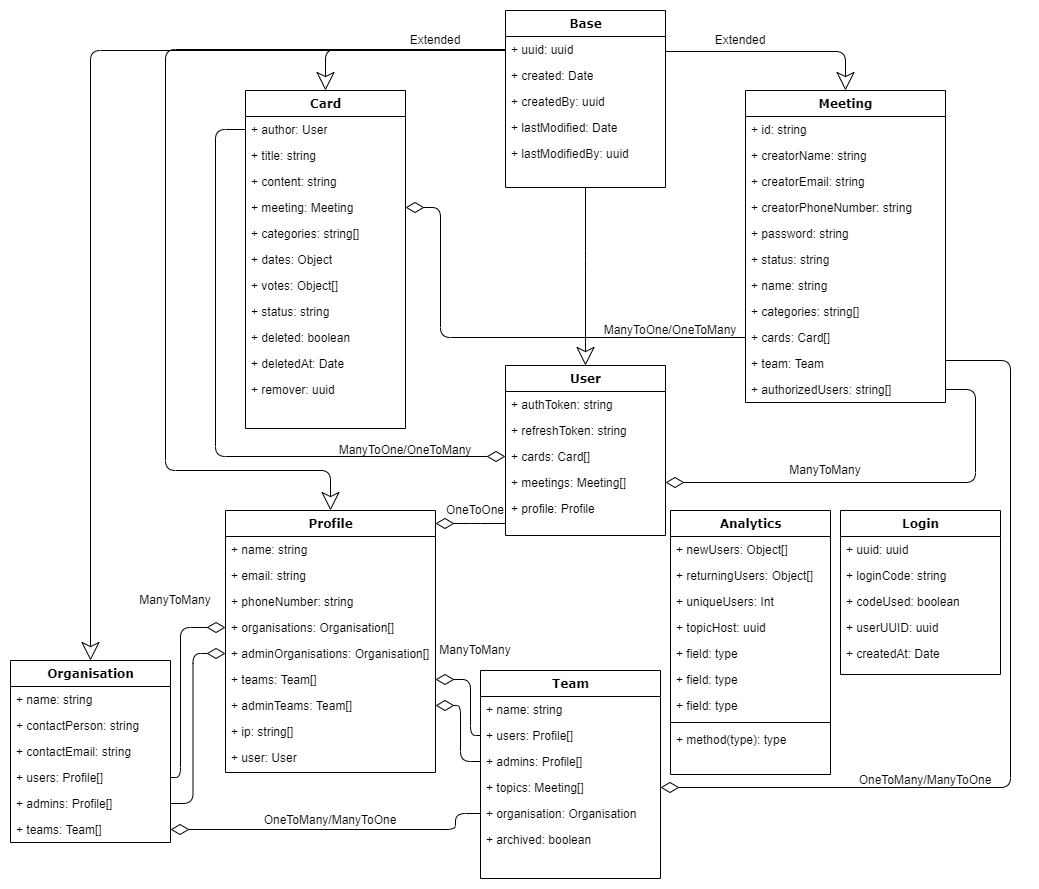 Base
+ uuid: uuid
+ created: Date
+ createdBy: uuid
+ lastModified: Date
+ lastModifiedBy: uuid
Extended
Extended
Card
+ author: User
+ title: string
+ content: string
+ meeting: Meeting
+ categories: string[]
+ dates: Object
+ votes: Object[]
+ status: string
+ deleted: boolean
+ deletedAt: Date
+ remover: uuid
Meeting
+ id: string
+ creatorName: string
+ creatorEmail: string
+ creatorPhoneNumber: string
+ password: string
+ status: string
+ name: string
+ categories: string[]
+ cards: Card[]
+ team: Team
+ authorizedUsers: string[]
ManyToOne/OneToMany
User
+ authToken: string
+ refreshToken: string
+ cards: Card[]
+ meetings: Meeting[]
+ profile: Profile
ManyToOne/OneToMany
ManyToMany
OneToOne
Profile
+ name: string
+ email: string
+ phoneNumber: string
+ organisations: Organisation[]
+ adminOrganisations: Organisation[]
+ teams: Team[]
+ adminTeams: Team[]
+ ip: string[]
+ user: User
Analytics
+ newUsers: Object[]
+ returningUsers: Object[]
+ uniqueUsers: Int
+ topicHost: uuid
+ field: type
+ field: type
+ field: type
+ method(type): type
Login
+ uuid: uuid
+ loginCode: string
+ codeUsed: boolean
+ userUUID: uuid
+ createdAt: Date
ManyToMany
ManyToMany
Organisation
+ name: string
+ contactPerson: string
+ contactEmail: string
+ users: Profile[]
+ admins: Profile[]
+ teams: Team[]
Team
+ name: string
+ users: Profile[]
+ admins: Profile[]
+ topics: Meeting[]
+ organisation: Organisation
+ archived: boolean
OneToMany/ManyToOne
OneToMany/ManyToOne